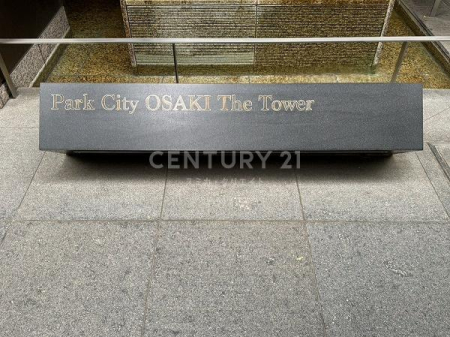 Park City OSAKI The Tower
CENTURY 21